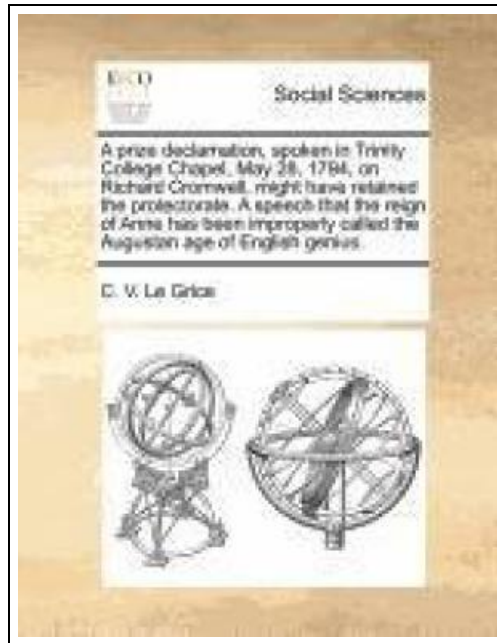 ECCO
Social Sciences
A prize declamation, spoken in Trinity
College Chapel, May 28, 1794, on
Richard Cromwell, might have retained
the protectorate. A speech that the reign
of Anne has been improperly called the
Augustan age of English genius.
C. V. Le Grice